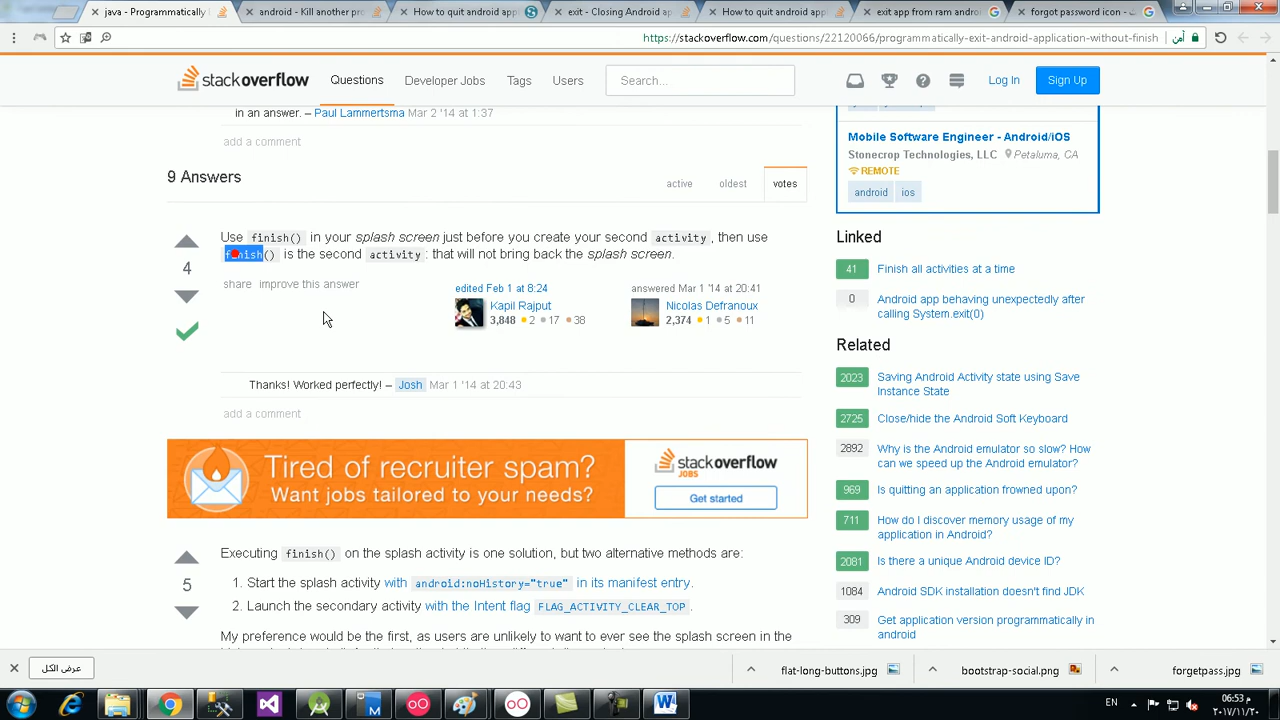 java - Programmatically
android - Kill another pro
How to quit android appli
exit - Closing Android ap
How to quit android appl
exit app from ram andro
forgot password icon -
https://stackoverflow.com/questions/22120066/programmatically-exit-android-application-without-finish
آمن
stackoverflow
Questions
Developer Jobs
Tags
Users
Search...
Log In
Sign Up
in an answer. – Paul Lammertsma Mar 2 '14 at 1:37
add a comment
9 Answers
active
oldest
votes
4
Use finish() in your splash screen just before you create your second activity, then use
finish() is the second activity: that will not bring back the splash screen.
share improve this answer
edited Feb 1 at 8:24
Kapil Rajput
3,848 2 17 38
answered Mar 1 '14 at 20:41
Nicolas Defranoux
2,374 1 5 11
Thanks! Worked perfectly! – Josh Mar 1 '14 at 20:43
add a comment
Tired of recruiter spam?
Want jobs tailored to your needs?
stackoverflow
JOBS
Get started
5
Executing finish() on the splash activity is one solution, but two alternative methods are:
1. Start the splash activity with android:noHistory="true" in its manifest entry.
2. Launch the secondary activity with the Intent flag FLAG_ACTIVITY_CLEAR_TOP.
My preference would be the first, as users are unlikely to want to ever see the splash screen in the
Mobile Software Engineer - Android/iOS
Stonecrop Technologies, LLC Petaluma, CA
REMOTE
android ios
Linked
41 Finish all activities at a time
0 Android app behaving unexpectedly after
calling System.exit(0)
Related
2023 Saving Android Activity state using Save
Instance State
2725 Close/hide the Android Soft Keyboard
2892 Why is the Android emulator so slow? How
can we speed up the Android emulator?
969 Is quitting an application frowned upon?
711 How do I discover memory usage of my
application in Android?
2081 Is there a unique Android device ID?
1084 Android SDK installation doesn't find JDK
309 Get application version programmatically in
android
عرض الكل
flat-long-buttons.jpg
bootstrap-social.png
forgetpass.jpg
EN
06:53 م
٢٠١٧/١١/٢٠